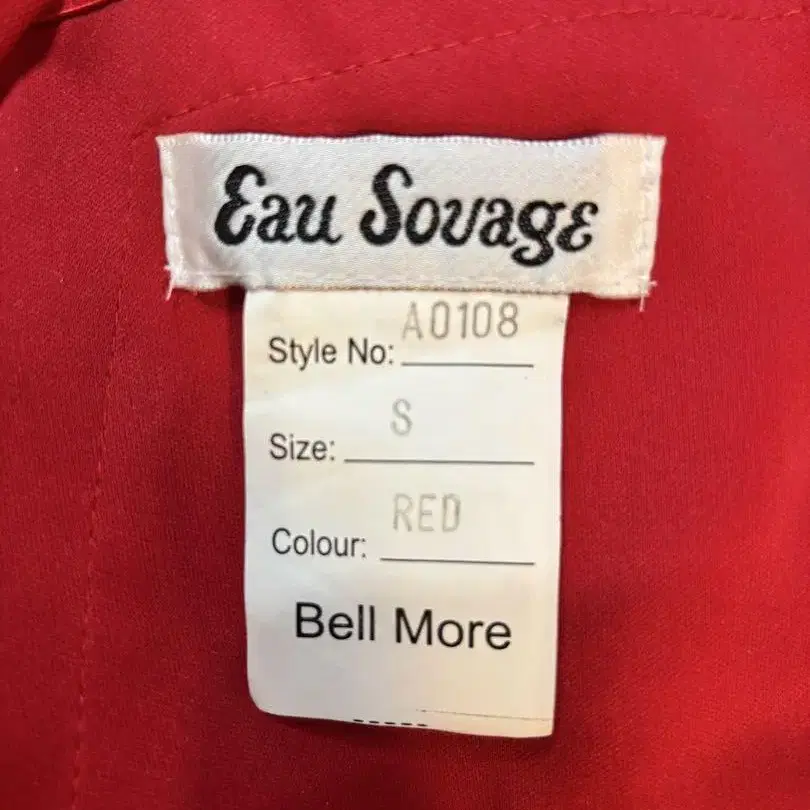 Eau Sovage
Style No: A0108
Size: S
Colour: RED
Bell More